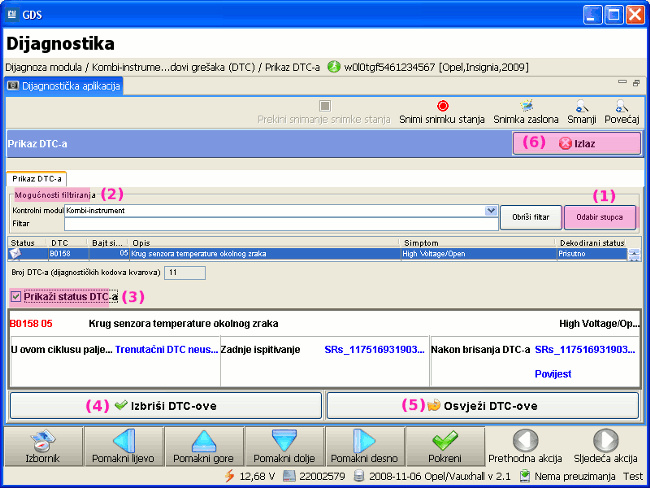 GDS
Dijagnostika
Dijagnoza modula / Kombi-instrume...dovi grešaka (DTC) / Prikaz DTC-a w0l0tgf5461234567 [Opel,Insignia,2009]
Dijagnostička aplikacija
Prekini snimanje snimke stanja Snimi snimku stanja Snimka zaslona Smanji Povećaj
Prikaz DTC-a (6) Izlaz
Prikaz DTC-a
Mogućnosti filtriranja (2) (1)
Kontrolni modul Kombi-instrument
Filtar Obriši filtar Odabir stupca
Status DTC Bajt si... Opis Simptom Dekodirani status
B0158 05 Krug senzora temperature okolnog zraka High Voltage/Open Prisutno
Broj DTC-a (dijagnostičkih kodova kvarova) 11
Prikaži status DTC-a (3)
B0158 05 Krug senzora temperature okolnog zraka High Voltage/Op...
U ovom ciklusu palje... Trenutačni DTC neus... Zadnje ispitivanje SRs_117516931903... Nakon brisanja DTC-a SRs_117516931903...
Povijest
(4) Izbriši DTC-ove (5) Osvježi DTC-ove
Izbornik Pomakni lijevo Pomakni gore Pomakni dolje Pomakni desno Pokreni Prethodna akcija Sljedeća akcija
12,68 V 22002579 2008-11-06 Opel/Vauxhall v 2.1 Nema preuzimanja Test